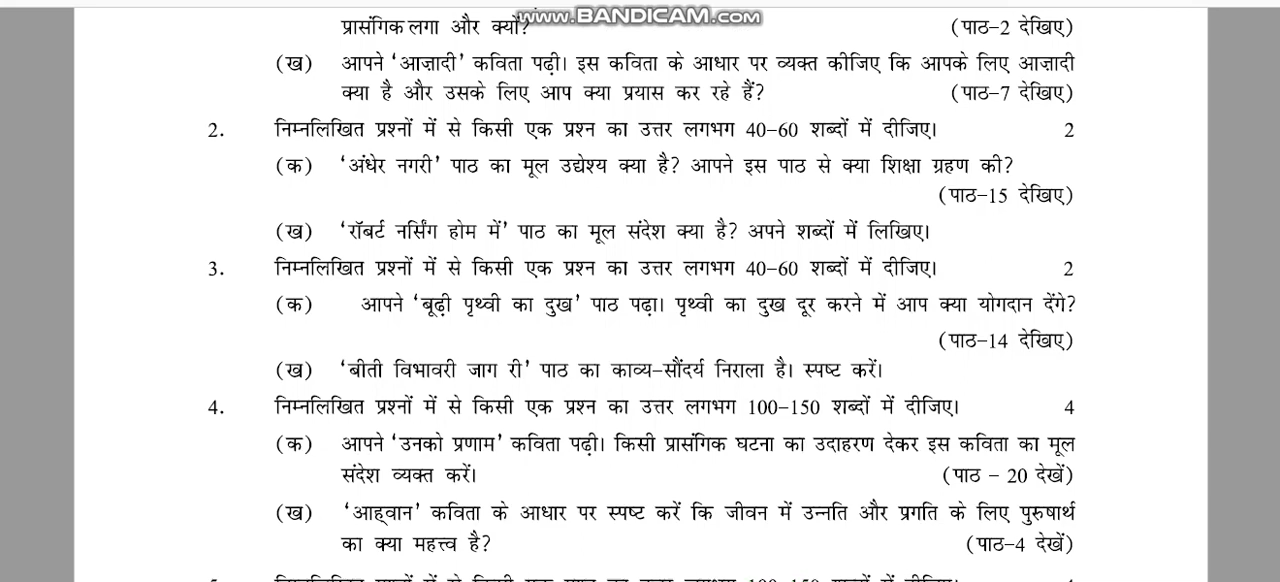 www.BANDICAM.com
प्रासंगिक लगा और क्यों? (पाठ-2 देखिए)
(ख) आपने ‘आज़ादी’ कविता पढ़ी। इस कविता के आधार पर व्यक्त कीजिए कि आपके लिए आज़ादी
क्या है और उसके लिए आप क्या प्रयास कर रहे हैं? (पाठ-7 देखिए)
2. निम्नलिखित प्रश्नों में से किसी एक प्रश्न का उत्तर लगभग 40-60 शब्दों में दीजिए। 2
(क) ‘अंधेर नगरी’ पाठ का मूल उद्येश्य क्या है? आपने इस पाठ से क्या शिक्षा ग्रहण की?
(पाठ-15 देखिए)
(ख) ‘रॉबर्ट नर्सिंग होम में’ पाठ का मूल संदेश क्या है? अपने शब्दों में लिखिए।
3. निम्नलिखित प्रश्नों में से किसी एक प्रश्न का उत्तर लगभग 40-60 शब्दों में दीजिए। 2
(क) आपने ‘बूढ़ी पृथ्वी का दुख’ पाठ पढ़ा। पृथ्वी का दुख दूर करने में आप क्या योगदान देंगे?
(पाठ-14 देखिए)
(ख) ‘बीती विभावरी जाग री’ पाठ का काव्य-सौंदर्य निराला है। स्पष्ट करें।
4. निम्नलिखित प्रश्नों में से किसी एक प्रश्न का उत्तर लगभग 100-150 शब्दों में दीजिए। 4
(क) आपने ‘उनको प्रणाम’ कविता पढ़ी। किसी प्रासंगिक घटना का उदाहरण देकर इस कविता का मूल
संदेश व्यक्त करें। (पाठ - 20 देखें)
(ख) ‘आह्वान’ कविता के आधार पर स्पष्ट करें कि जीवन में उन्नति और प्रगति के लिए पुरुषार्थ
का क्या महत्त्व है? (पाठ-4 देखें)